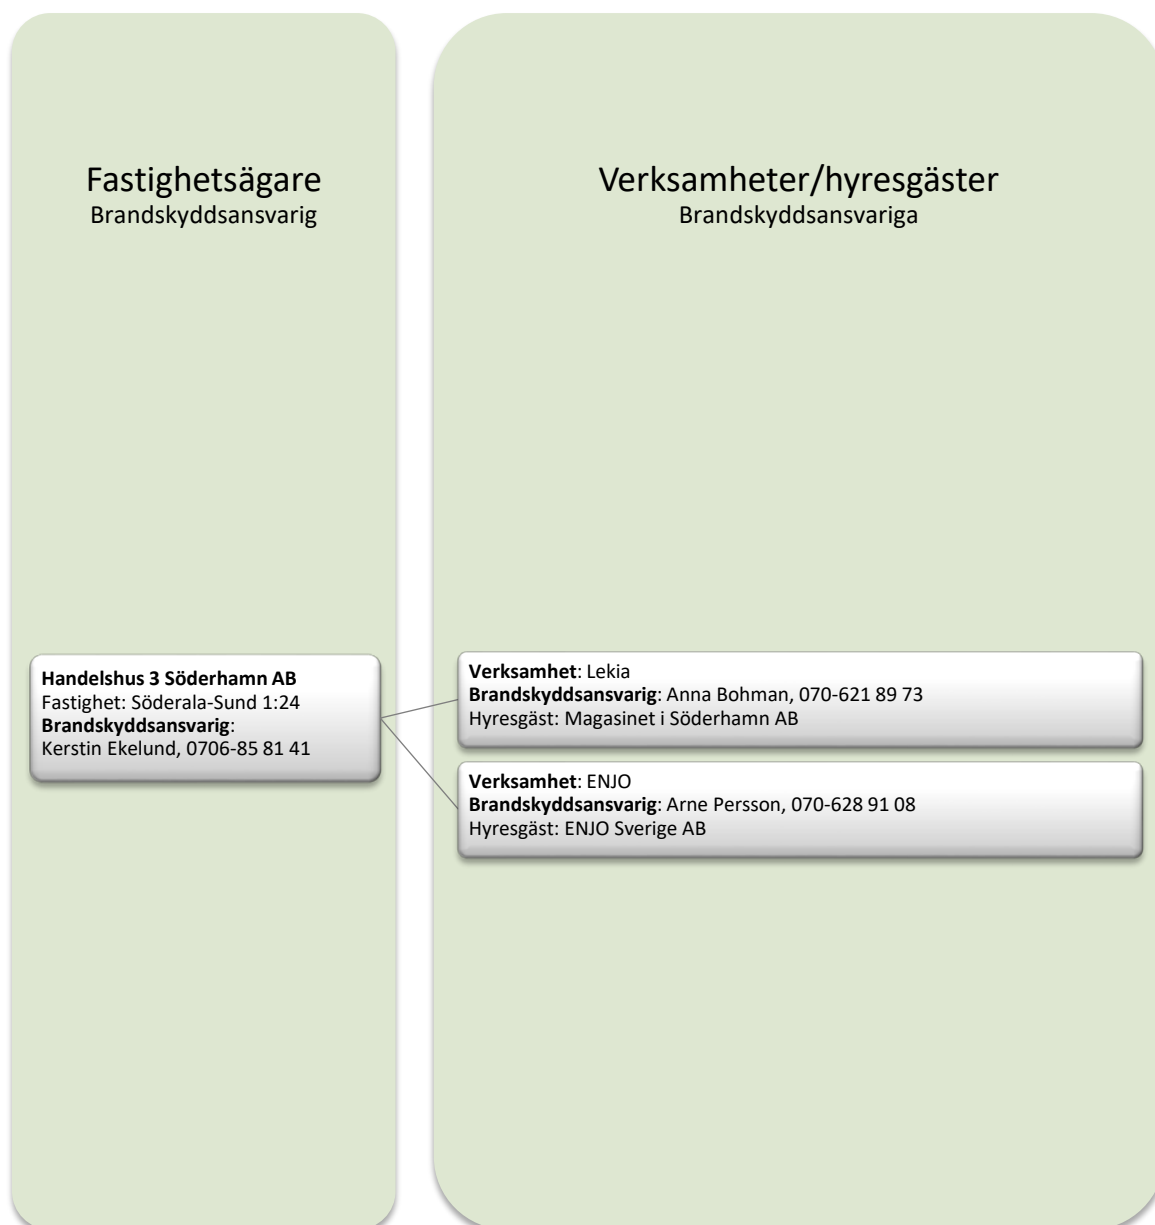 Fastighetsägare
Brandskyddsansvarig
Verksamheter/hyresgäster
Brandskyddsansvariga
Handelshus 3 Söderhamn AB
Fastighet: Söderala-Sund 1:24
Brandskyddsansvarig:
Kerstin Ekelund, 0706-85 81 41
Verksamhet: Lekia
Brandskyddsansvarig: Anna Bohman, 070-621 89 73
Hyresgäst: Magasinet i Söderhamn AB
Verksamhet: ENJO
Brandskyddsansvarig: Arne Persson, 070-628 91 08
Hyresgäst: ENJO Sverige AB